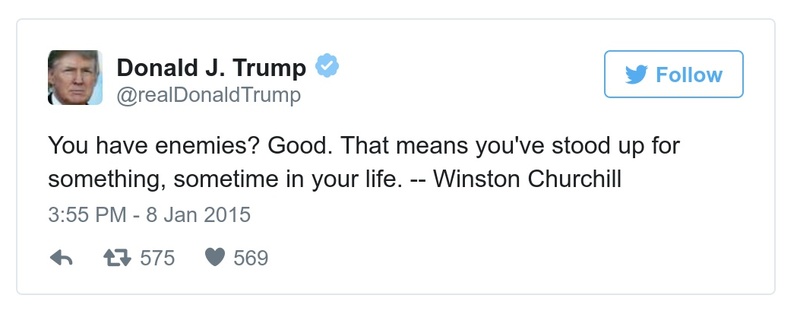 Donald J. Trump
@realDonaldTrump
Follow
You have enemies? Good. That means you've stood up for
something, sometime in your life. -- Winston Churchill
3:55 PM - 8 Jan 2015
575 569